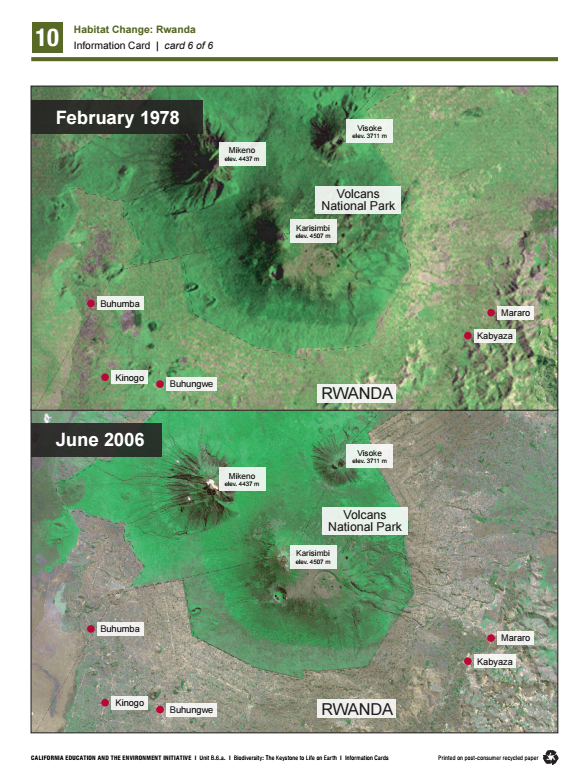 10
Habitat Change: Rwanda
Information Card | card 6 of 6
February 1978
Visoke
elev. 3711 m
Mikeno
elev. 4437 m
Volcans
National Park
Karisimbi
elev. 4507 m
Buhumba
Mararo
Kabyaza
Kinogo
Buhungwe
RWANDA
June 2006
Visoke
elev. 3711 m
Mikeno
elev. 4437 m
Volcans
National Park
Karisimbi
elev. 4507 m
Buhumba
Mararo
Kabyaza
Kinogo
Buhungwe
RWANDA
CALIFORNIA EDUCATION AND THE ENVIRONMENT INITIATIVE I Unit B.6.a. I Biodiversity: The Keystone to Life on Earth I Information Cards
Printed on post-consumer recycled paper